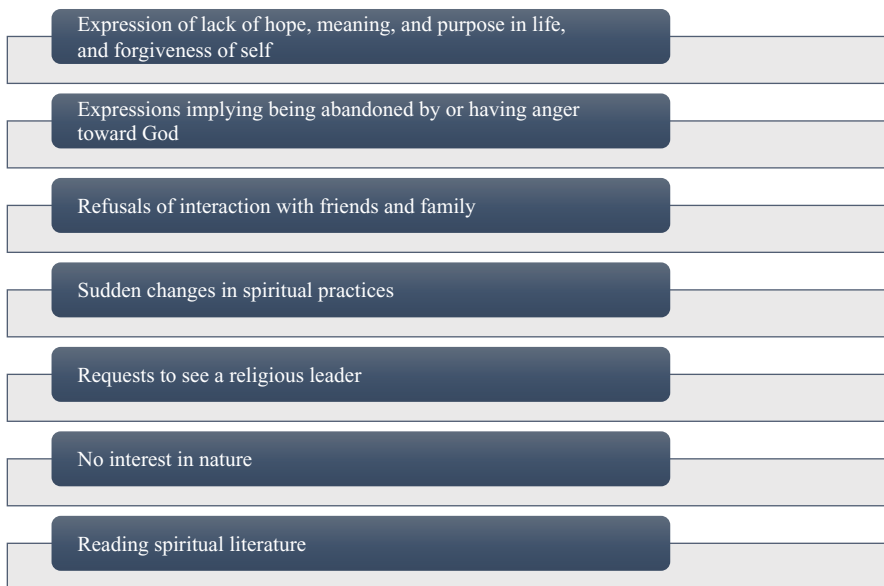 Expression of lack of hope, meaning, and purpose in life,
and forgiveness of self
Expressions implying being abandoned by or having anger
toward God
Refusals of interaction with friends and family
Sudden changes in spiritual practices
Requests to see a religious leader
No interest in nature
Reading spiritual literature